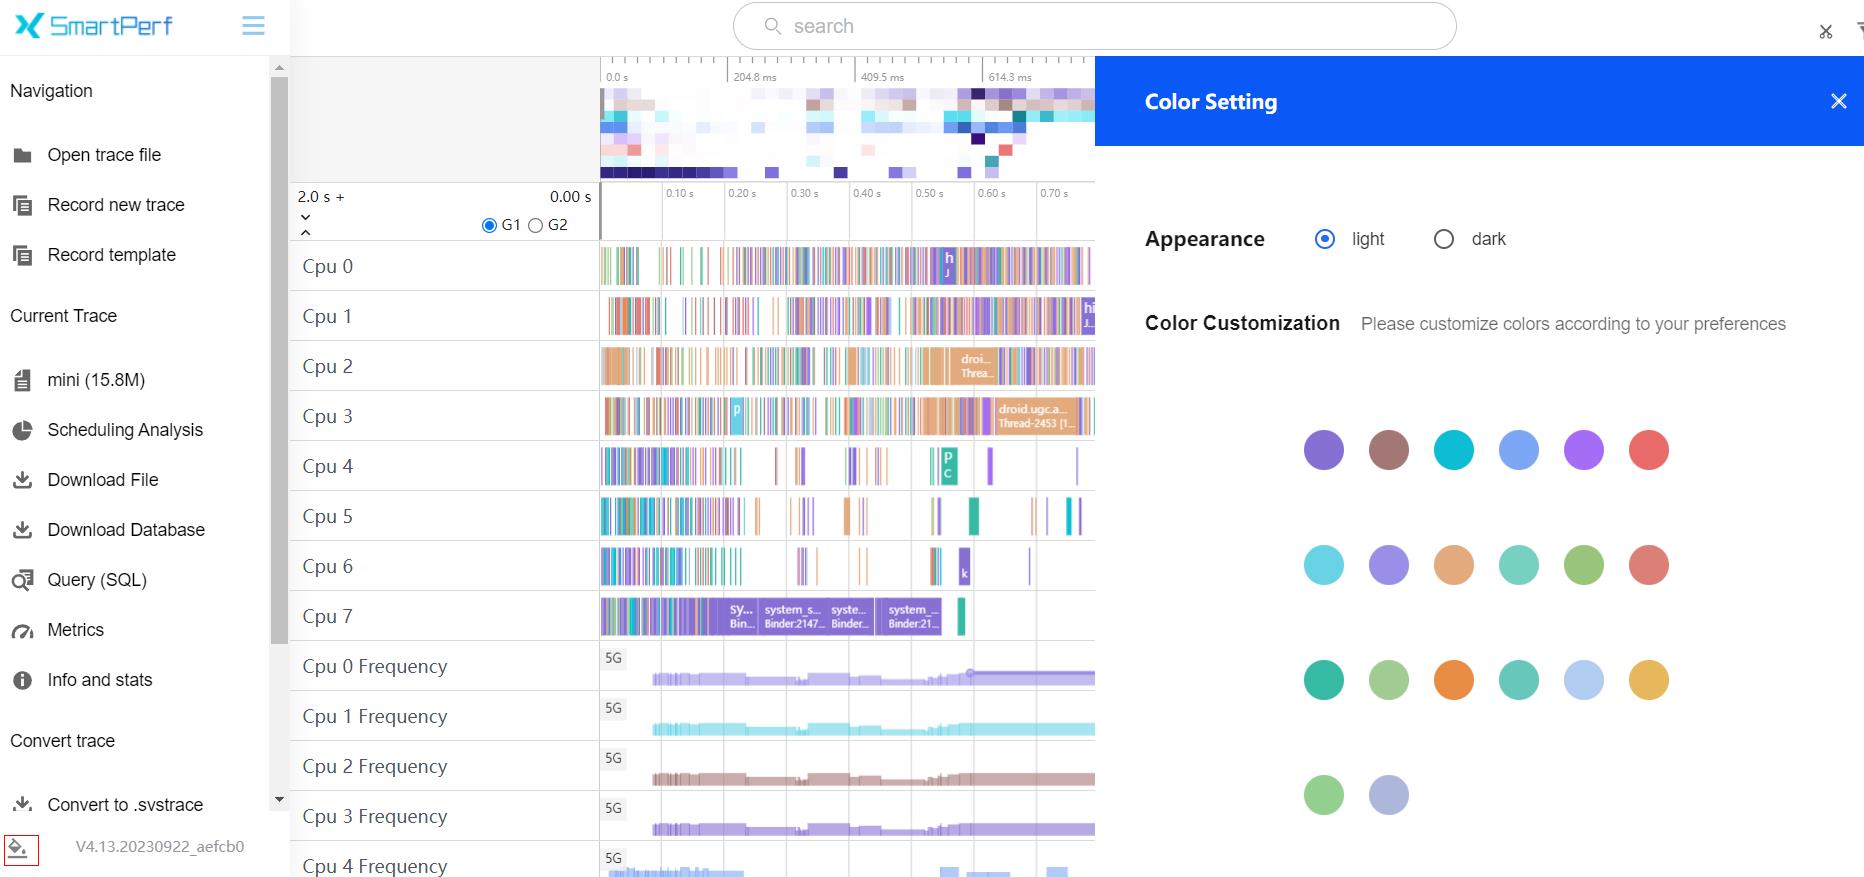 SmartPerf
search
Navigation
Open trace file
Record new trace
Record template
Current Trace
mini (15.8M)
Scheduling Analysis
Download File
Download Database
Query (SQL)
Metrics
Info and stats
Convert trace
Convert to .systrace
V4.13.20230922_aefcb0
0.0 s 204.8 ms 409.5 ms 614.3 ms
2.0 s + 0.00 s
0.10 s 0.20 s 0.30 s 0.40 s 0.50 s 0.60 s 0.70 s
G1 G2
Cpu 0
h
J
Cpu 1
hi
J...
Cpu 2
droi...
Threa...
Cpu 3
p
droid.ugc.a...
Thread-2453 [1...
Cpu 4
P
C
Cpu 5
Cpu 6
k
Cpu 7
sy... system_s... syste... system_...
Bin... Binder:2147... Binder... Binder:21...
Cpu 0 Frequency 5G
Cpu 1 Frequency 5G
Cpu 2 Frequency 5G
Cpu 3 Frequency 5G
Cpu 4 Frequency 5G
Color Setting
Appearance light dark
Color Customization Please customize colors according to your preferences